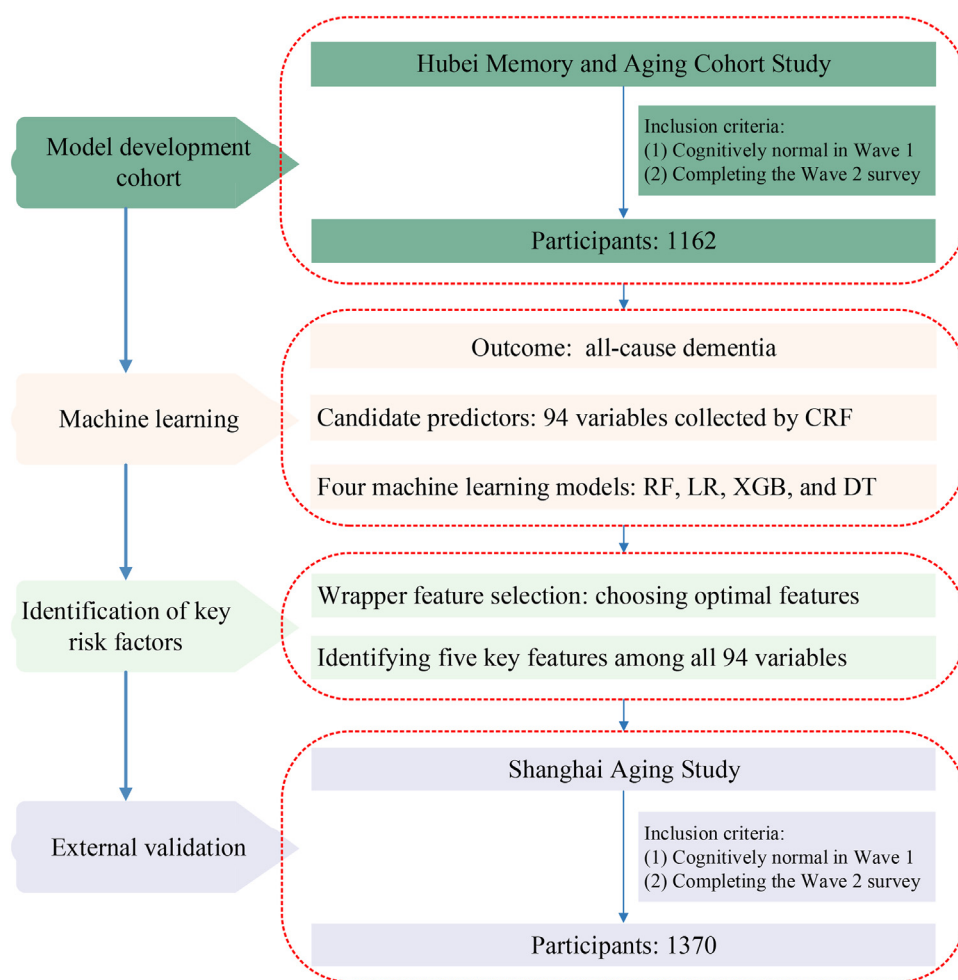 Model development
cohort
Hubei Memory and Aging Cohort Study
Inclusion criteria:
(1) Cognitively normal in Wave 1
(2) Completing the Wave 2 survey
Participants: 1162
Machine learning
Outcome: all-cause dementia
Candidate predictors: 94 variables collected by CRF
Four machine learning models: RF, LR, XGB, and DT
Identification of key
risk factors
Wrapper feature selection: choosing optimal features
Identifying five key features among all 94 variables
External validation
Shanghai Aging Study
Inclusion criteria:
(1) Cognitively normal in Wave 1
(2) Completing the Wave 2 survey
Participants: 1370